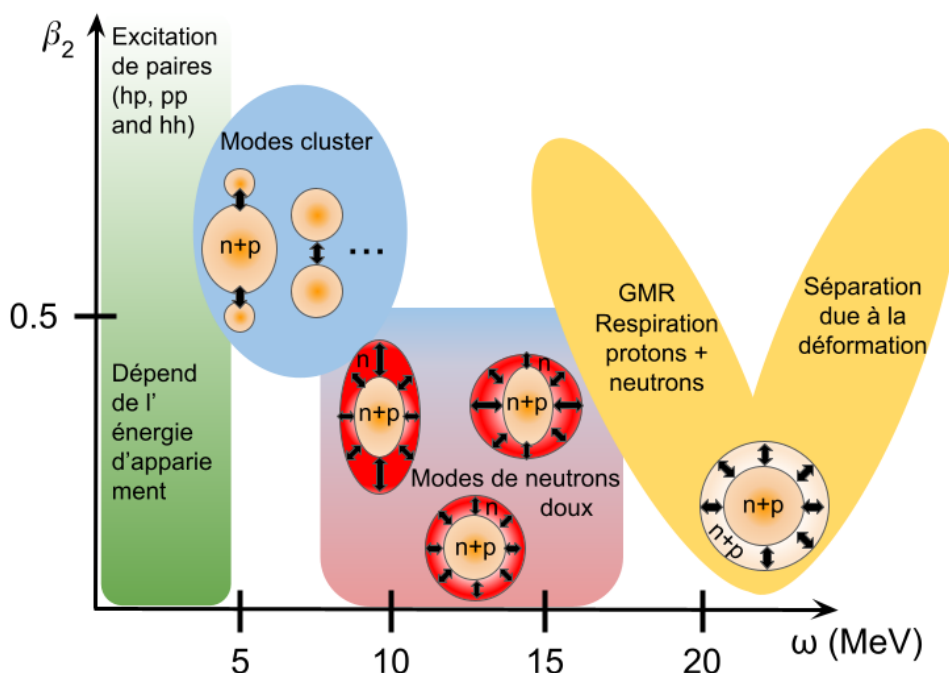 β₂
Excitation
de paires
(hp, pp
and hh)
Modes cluster
n+p
...
0.5
Dépend
de l'
énergie
d'apparie
ment
n
n+p
n
n+p
Modes de neutrons
doux
n
n+p
GMR
Respiration
protons +
neutrons
Séparation
due à la
déformation
n+p
n+p
5
10
15
20
ω (MeV)